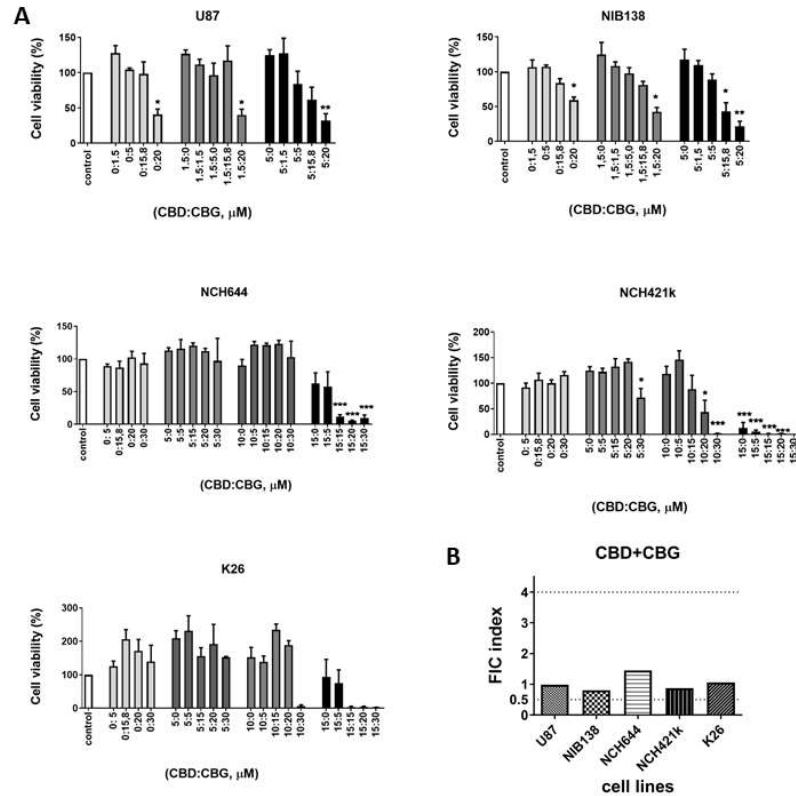 A
U87
Cell viability (%)
150
100
50
0
* * **
control 0:1.5 0:5 0:15,8 0:20 1.5:0 1.5:1.5 1.5:5.0 1.5:15,8 1.5:20 5:0 5:1.5 5:5 5:15,8 5:20
(CBD:CBG, µM)
NIB138
Cell viability (%)
150
100
50
0
* * * **
control 0:1,5 0:5 0:15,8 0:20 1,5:0 1,5:1,5 1,5:5,0 1,5:15,8 1,5:20 5:0 5:1,5 5:5 5:15,8 5:20
(CBD:CBG, µM)
NCH644
Cell viability (%)
150
100
50
0
*** *** ***
control 0: 5 0:15,8 0:20 0:30 5:0 5:5 5:15 5:20 5:30 10:0 10:5 10:15 10:20 10:30 15:0 15:5 15:15 15:20 15:30
(CBD:CBG, µM)
NCH421k
Cell viability (%)
200
150
100
50
0
* * *** *** *** *** ***
control 0: 5 0:15,8 0:20 0:30 5:0 5:5 5:15 5:20 5:30 10:0 10:5 10:15 10:20 10:30 15:0 15:5 15:15 15:20 15:30
(CBD:CBG, µM)
K26
Cell viability (%)
300
200
100
0
control 0: 5 0:15,8 0:20 0:30 5:0 5:5 5:15 5:20 5:30 10:0 10:5 10:15 10:20 10:30 15:0 15:5 15:15 15:20 15:30
(CBD:CBG, µM)
B
CBD+CBG
FIC index
4
1
0.5
0
U87 NIB138 NCH644 NCH421k K26
cell lines